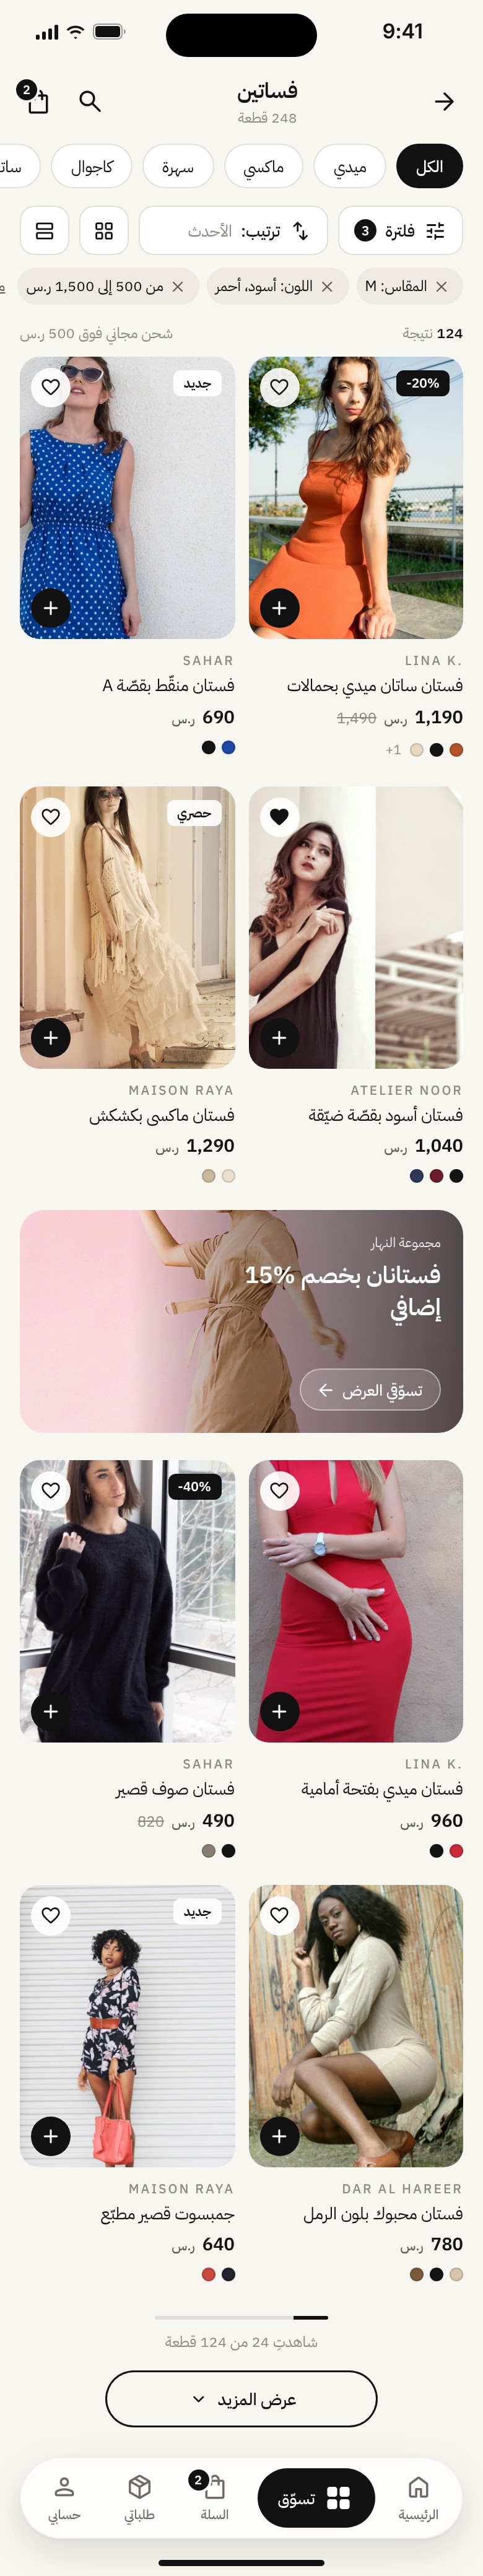 9:41
فساتين
248 قطعة
2
الكل
ميدي
ماكسي
سهرة
كاجوال
فلترة 3
ترتيب: الأحدث
المقاس: M
اللون: أسود، أحمر
من 500 إلى 1,500 ر.س
124 نتيجة
شحن مجاني فوق 500 ر.س
-20%
LINA K.
فستان ساتان ميدي بحمالات
1,190 ر.س 1,490
+1
جديد
SAHAR
فستان منقّط بقصّة A
690 ر.س
ATELIER NOOR
فستان أسود بقصّة ضيّقة
1,040 ر.س
حصري
MAISON RAYA
فستان ماكسي بكشكش
1,290 ر.س
مجموعة النهار
فستانان بخصم 15%
إضافي
تسوّقي العرض
LINA K.
فستان ميدي بفتحة أمامية
960 ر.س
-40%
SAHAR
فستان صوف قصير
490 ر.س 820
DAR AL HAREER
فستان محبوك بلون الرمل
780 ر.س
جديد
MAISON RAYA
جمبسوت قصير مطبّع
640 ر.س
شاهدتِ 24 من 124 قطعة
عرض المزيد
الرئيسية
تسوّق
2
السلة
طلباتي
حسابي